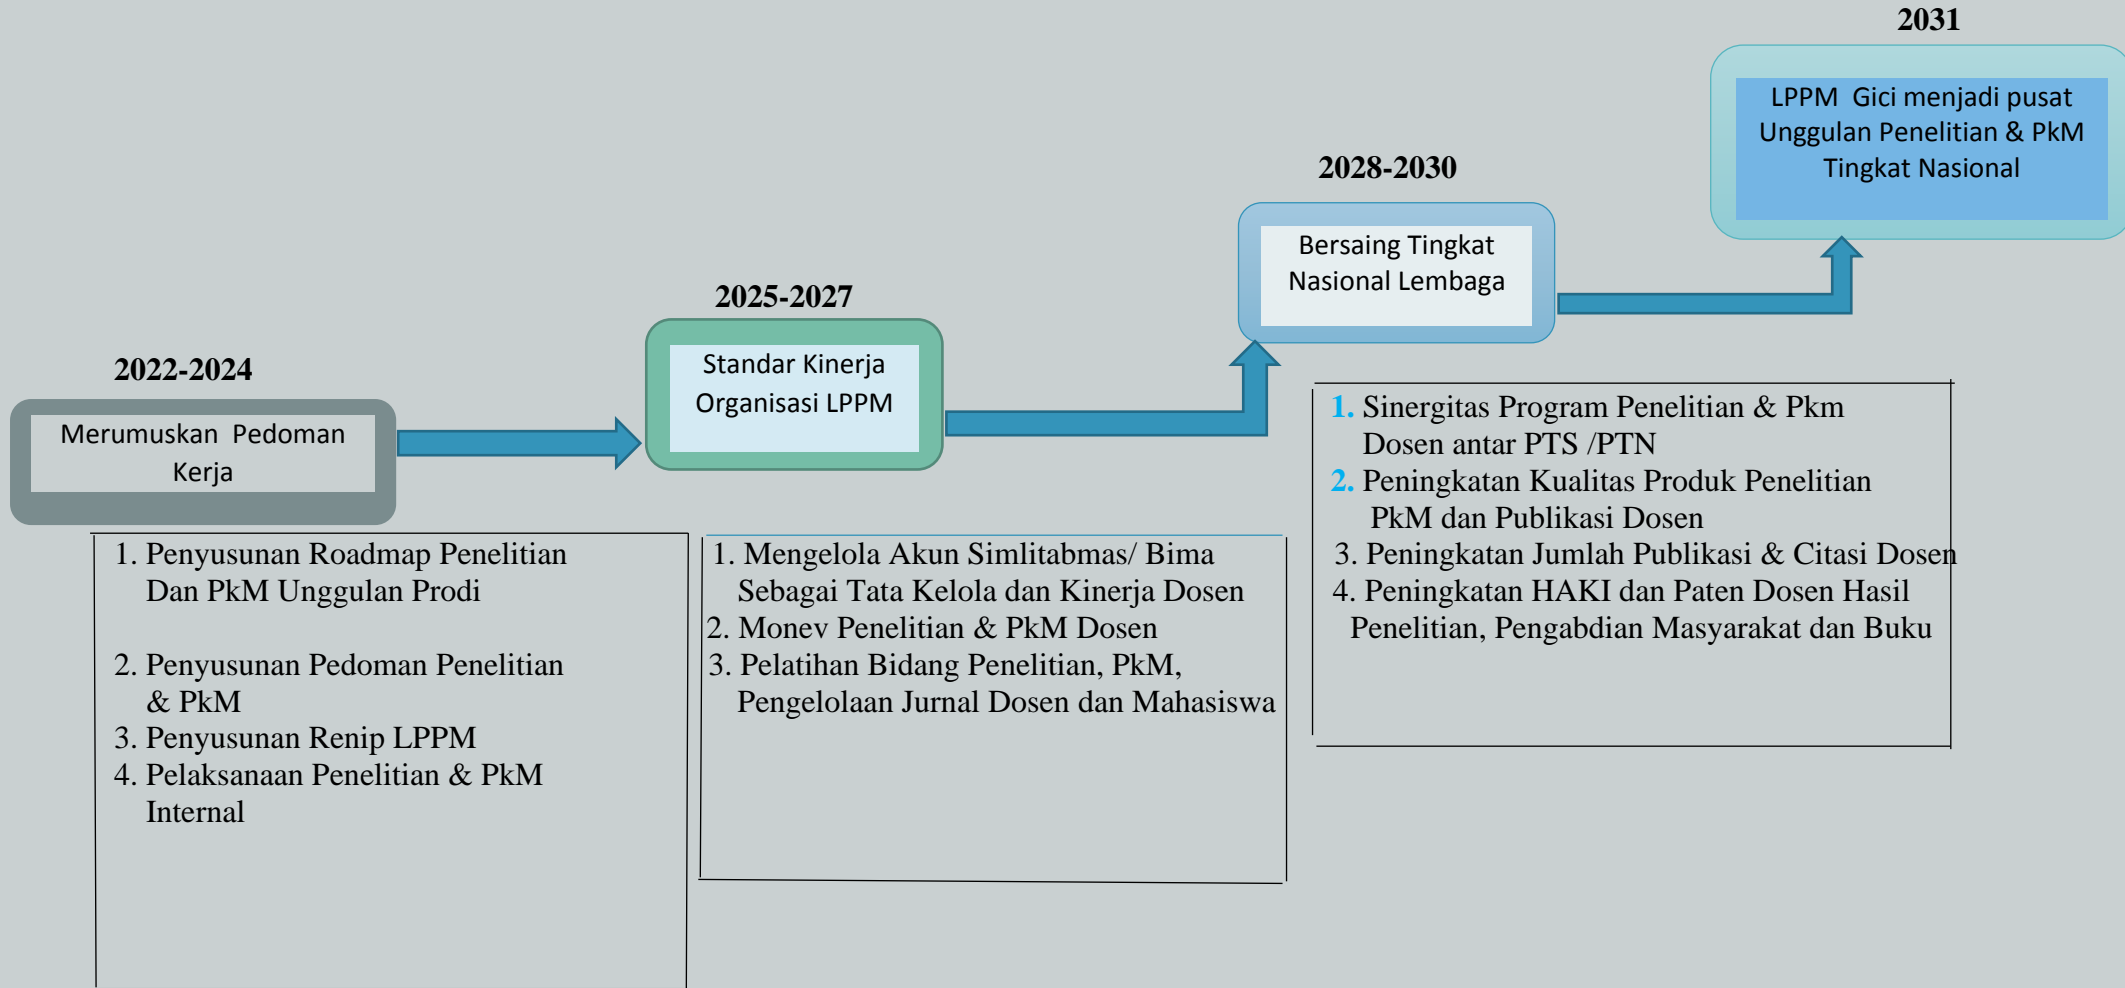 2022-2024
Merumuskan Pedoman
Kerja
1. Penyusunan Roadmap Penelitian
Dan PkM Unggulan Prodi
2. Penyusunan Pedoman Penelitian
& PkM
3. Penyusunan Renip LPPM
4. Pelaksanaan Penelitian & PkM
Internal
2025-2027
Standar Kinerja
Organisasi LPPM
1. Mengelola Akun Simlitabmas/ Bima
Sebagai Tata Kelola dan Kinerja Dosen
2. Monev Penelitian & PkM Dosen
3. Pelatihan Bidang Penelitian, PkM,
Pengelolaan Jurnal Dosen dan Mahasiswa
2028-2030
Bersaing Tingkat
Nasional Lembaga
1. Sinergitas Program Penelitian & Pkm
Dosen antar PTS /PTN
2. Peningkatan Kualitas Produk Penelitian
PkM dan Publikasi Dosen
3. Peningkatan Jumlah Publikasi & Citasi Dosen
4. Peningkatan HAKI dan Paten Dosen Hasil
Penelitian, Pengabdian Masyarakat dan Buku
2031
LPPM Gici menjadi pusat
Unggulan Penelitian & PkM
Tingkat Nasional